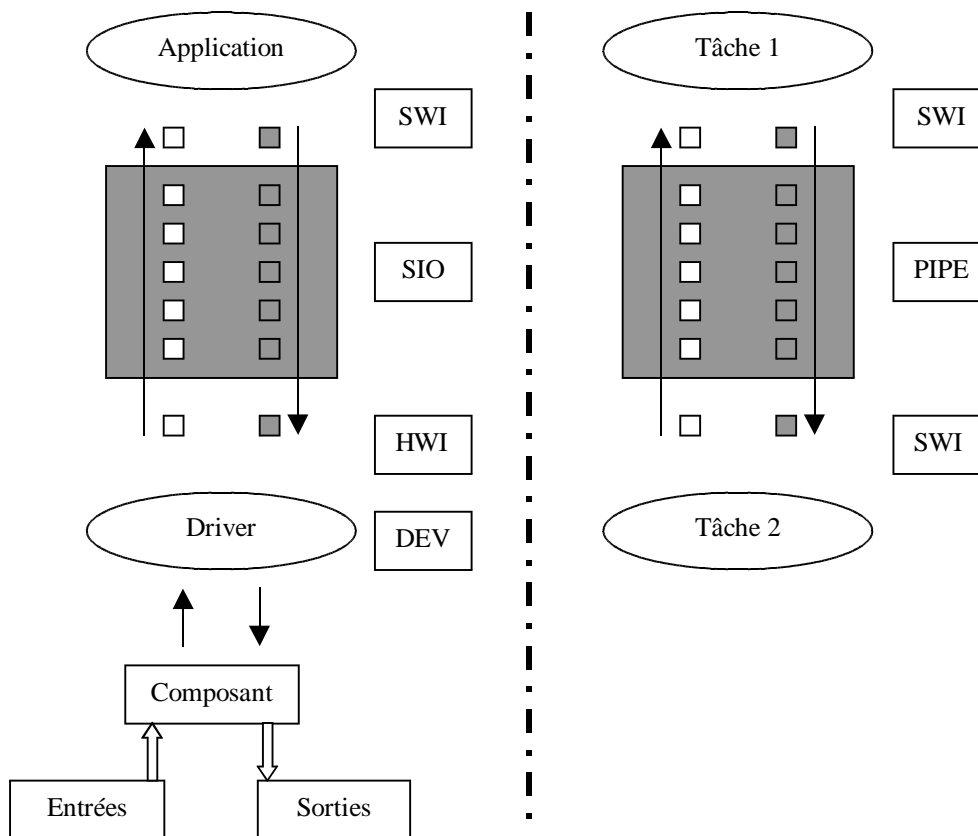 Application
SWI
SIO
HWI
Driver
DEV
Composant
Entrées
Sorties
Tâche 1
SWI
PIPE
SWI
Tâche 2